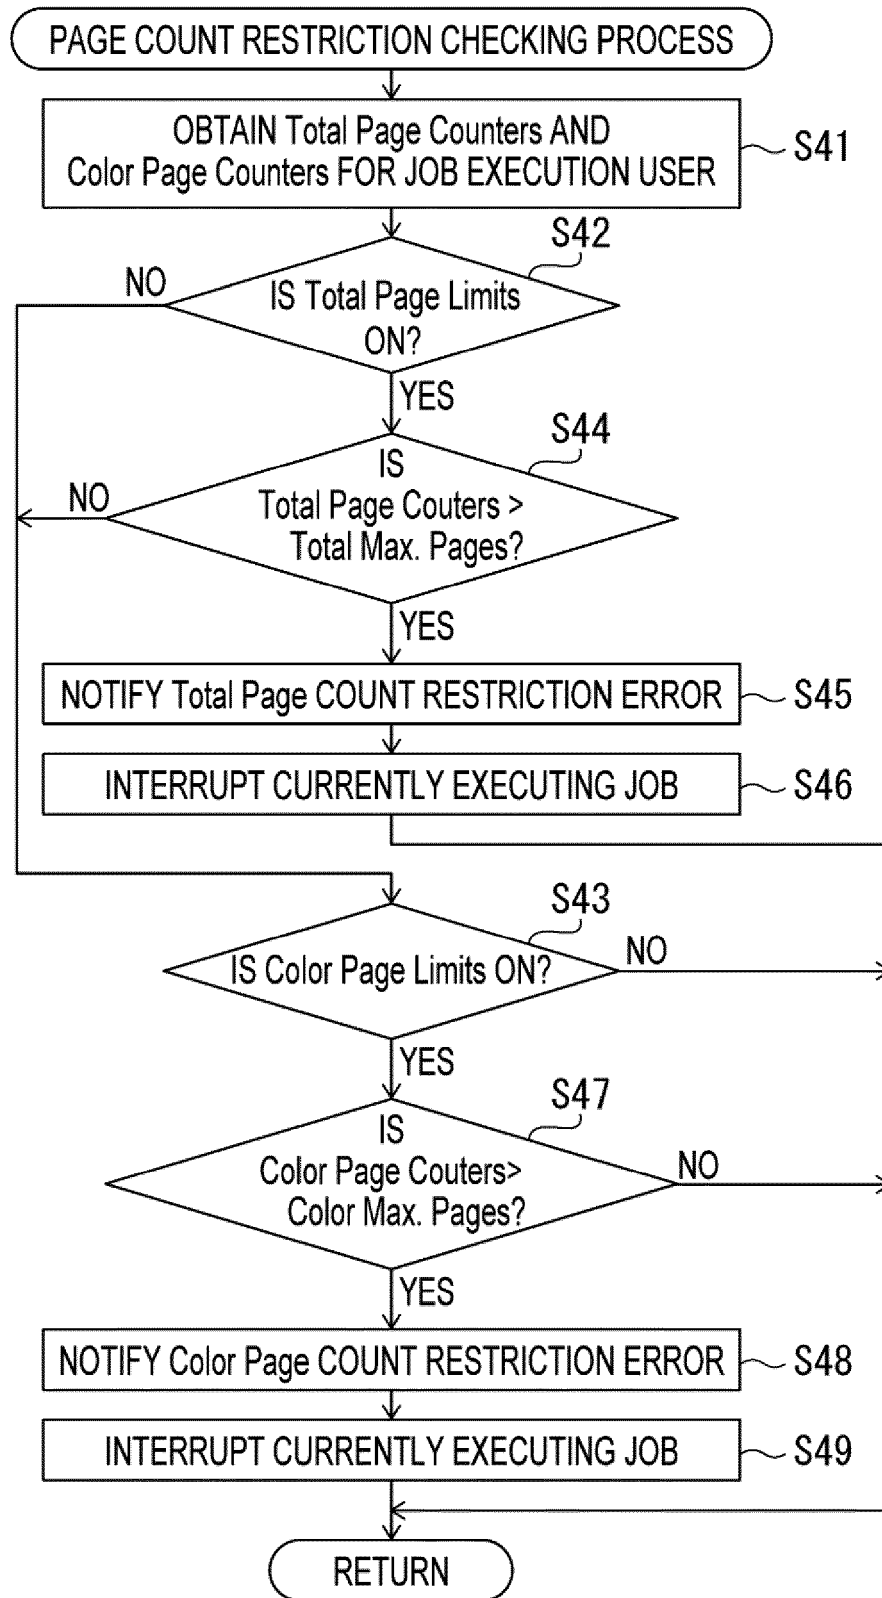 PAGE COUNT RESTRICTION CHECKING PROCESS
OBTAIN Total Page Counters AND
Color Page Counters FOR JOB EXECUTION USER
S41
S42
NO
IS Total Page Limits
ON?
YES
S44
IS
NO
Total Page Couters >
Total Max. Pages?
YES
NOTIFY Total Page COUNT RESTRICTION ERROR
S45
INTERRUPT CURRENTLY EXECUTING JOB
S46
S43
NO
IS Color Page Limits ON?
YES
S47
IS
Color Page Couters>
NO
Color Max. Pages?
YES
NOTIFY Color Page COUNT RESTRICTION ERROR
S48
INTERRUPT CURRENTLY EXECUTING JOB
S49
RETURN